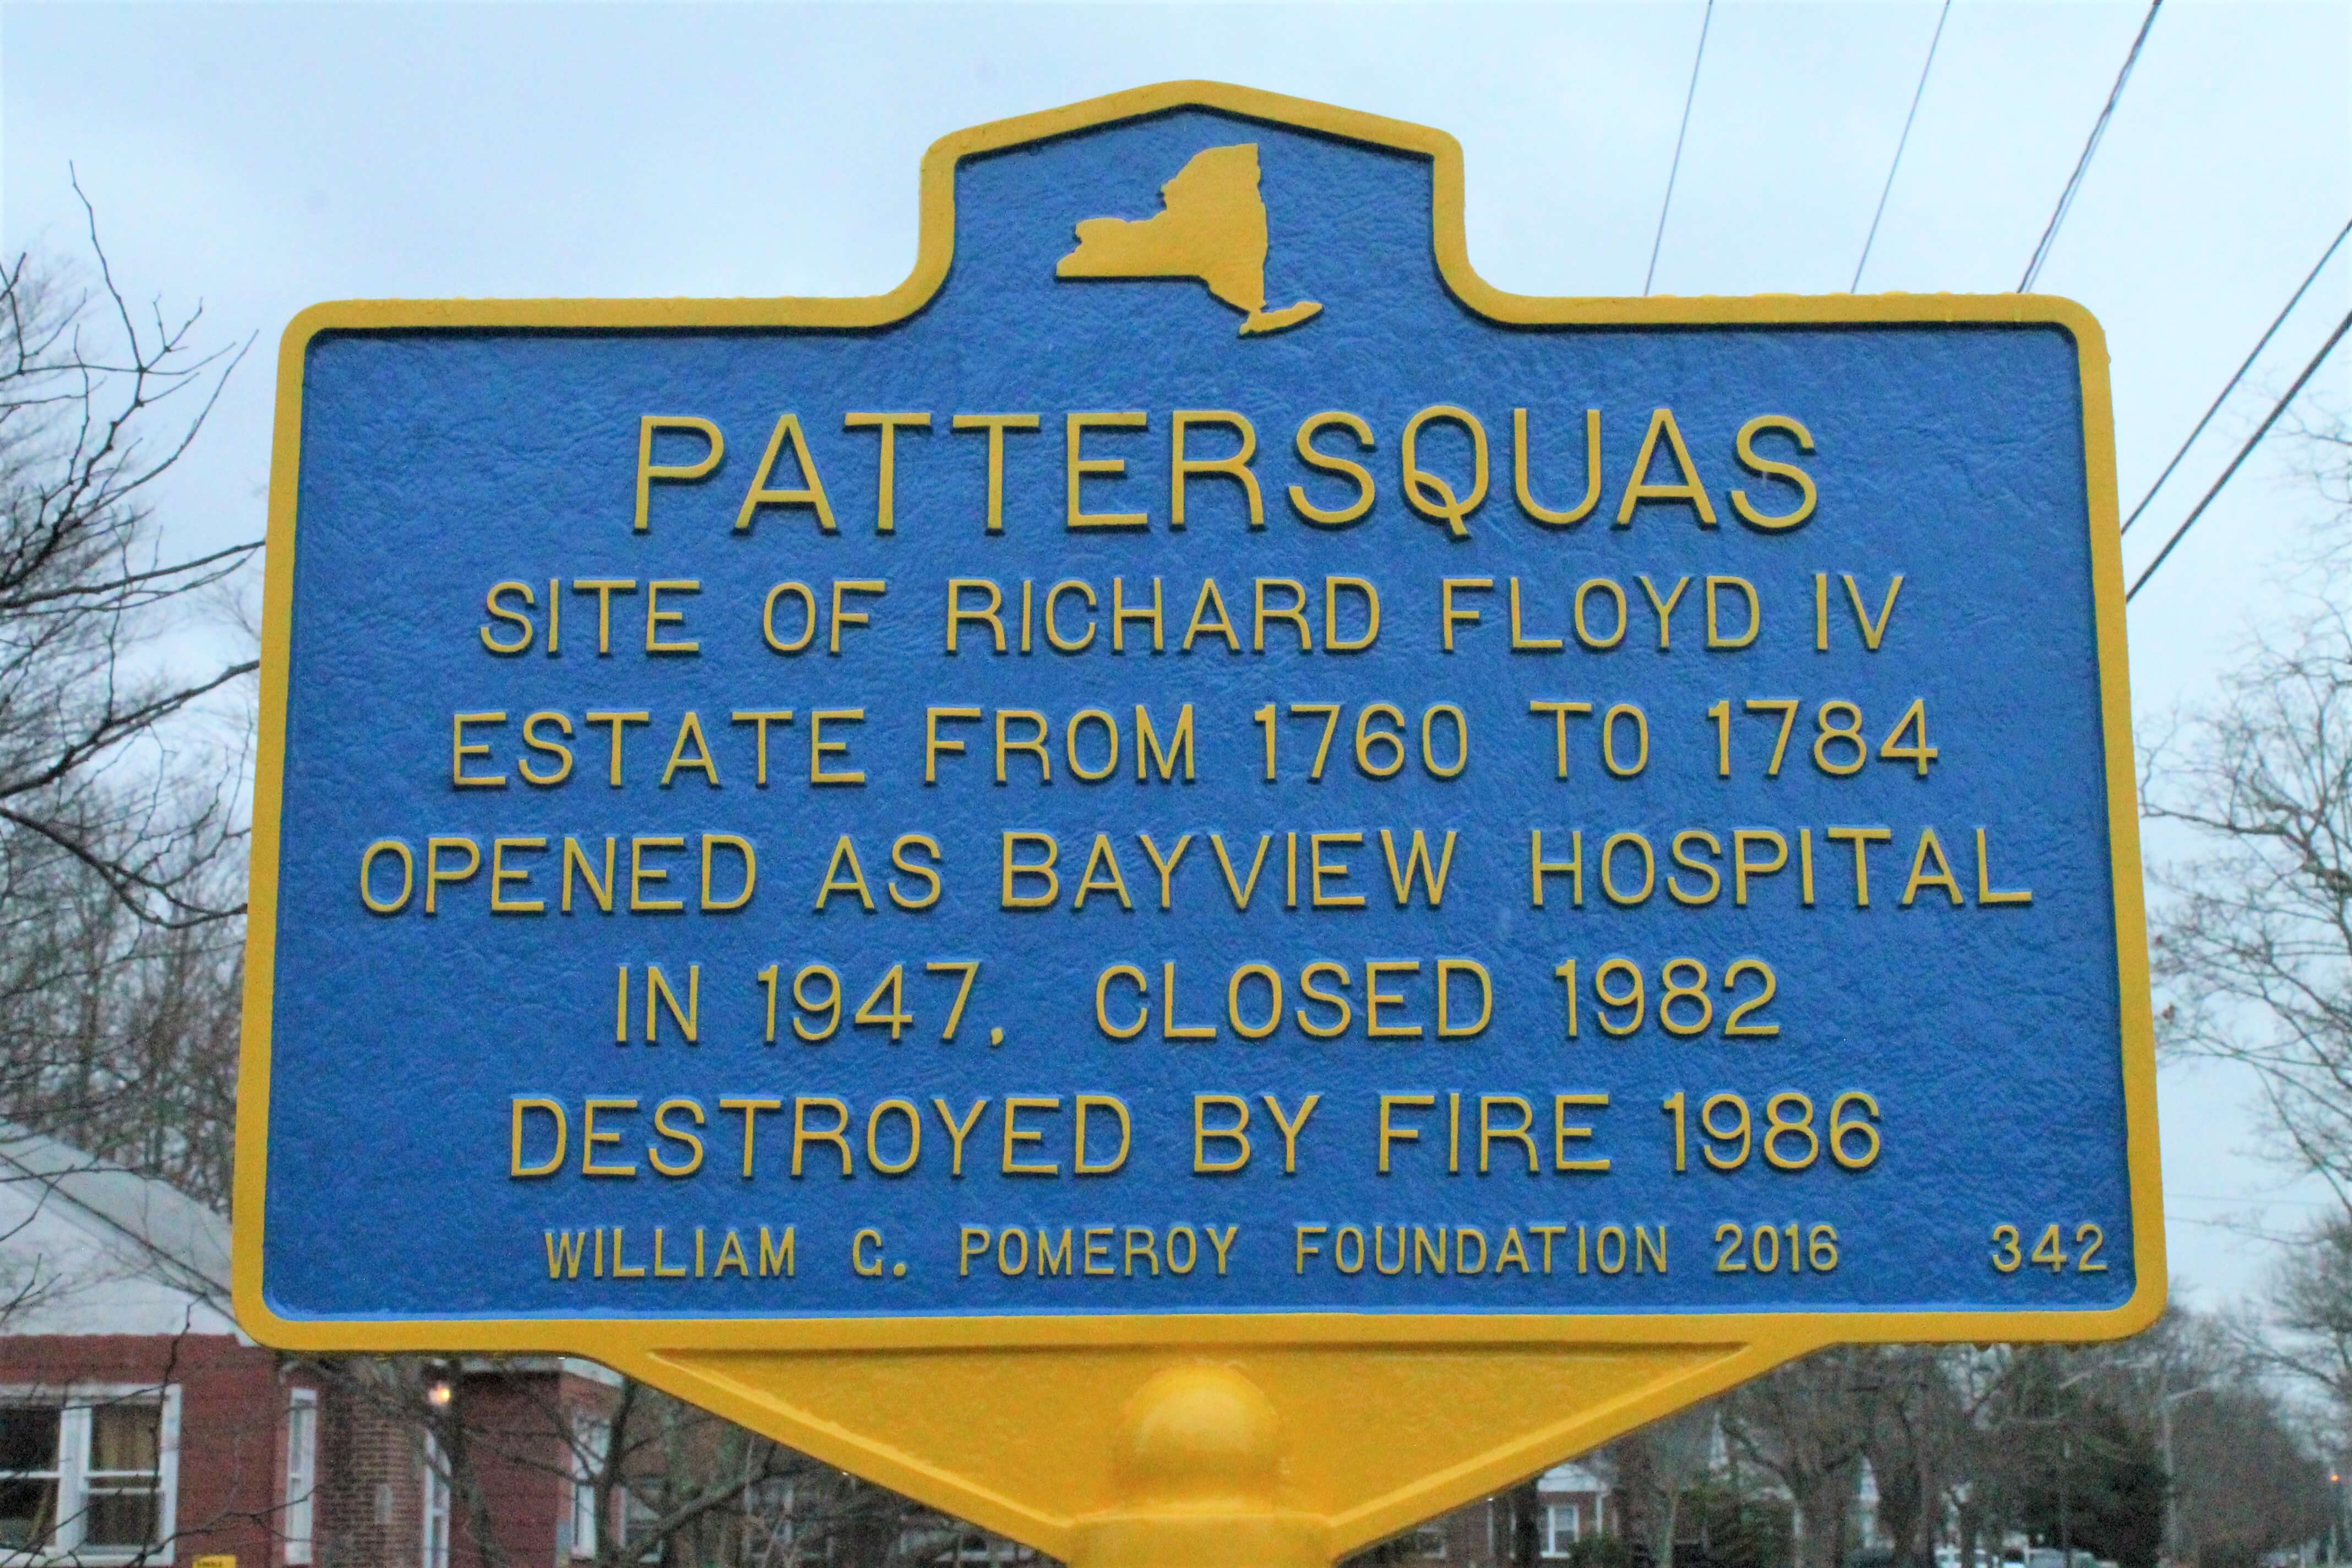 PATTERSQUAS
SITE OF RICHARD FLOYD IV
ESTATE FROM 1760 TO 1784
OPENED AS BAYVIEW HOSPITAL
IN 1947, CLOSED 1982
DESTROYED BY FIRE 1986
WILLIAM G. POMEROY FOUNDATION 2016 342